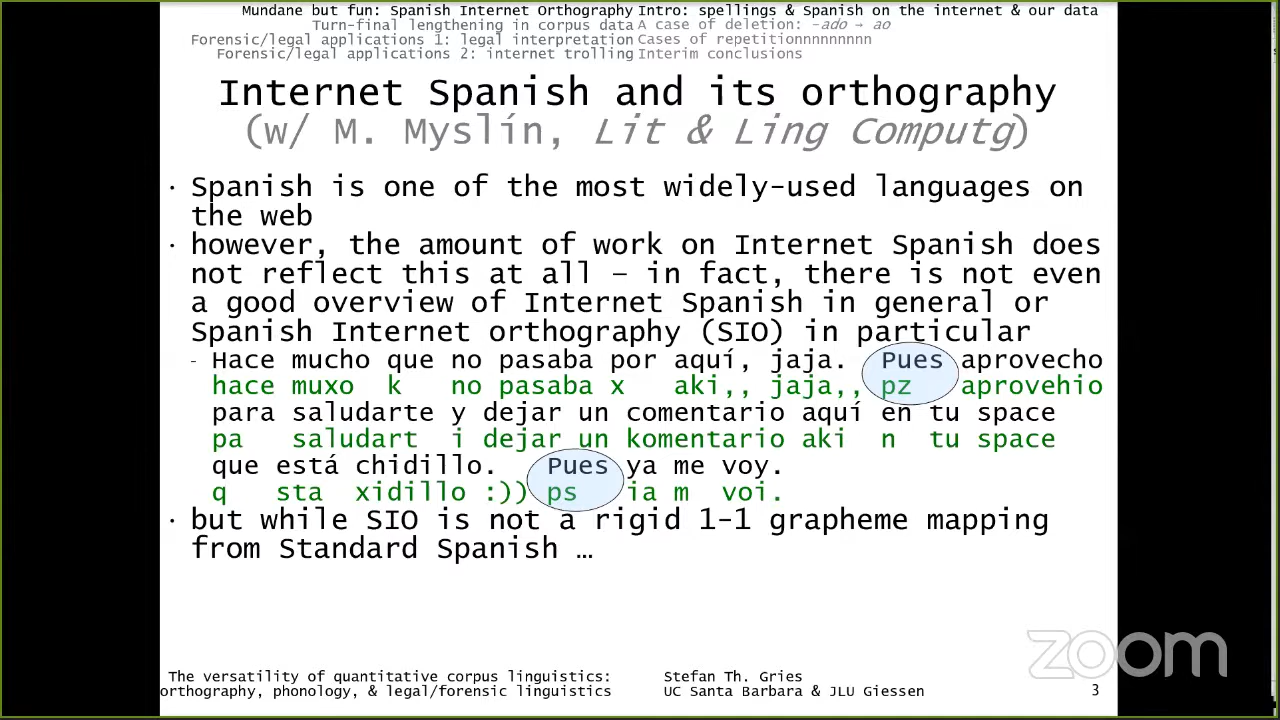 Mundane but fun: Spanish Internet Orthography Intro: spellings & Spanish on the internet & our data
Turn-final lengthening in corpus data A case of deletion: –ado → ao
Forensic/legal applications 1: legal interpretation Cases of repetitionnnnnnnnn
Forensic/legal applications 2: internet trolling Interim conclusions
Internet Spanish and its orthography
(w/ M. Myslín, Lit & Ling Computg)
· Spanish is one of the most widely-used languages on
the web
· however, the amount of work on Internet Spanish does
not reflect this at all – in fact, there is not even
a good overview of Internet Spanish in general or
Spanish Internet orthography (SIO) in particular
- Hace mucho que no pasaba por aquí, jaja. Pues aprovecho
hace muxo k no pasaba x aki,, jaja,, pz aprovehio
para saludarte y dejar un comentario aquí en tu space
pa saludart i dejar un komentario aki n tu space
que está chidillo. Pues ya me voy.
q sta xidillo :)) ps ia m voi.
· but while SIO is not a rigid 1-1 grapheme mapping
from Standard Spanish …
The versatility of quantitative corpus linguistics: Stefan Th. Gries
orthography, phonology, & legal/forensic linguistics UC Santa Barbara & JLU Giessen 3
zoom